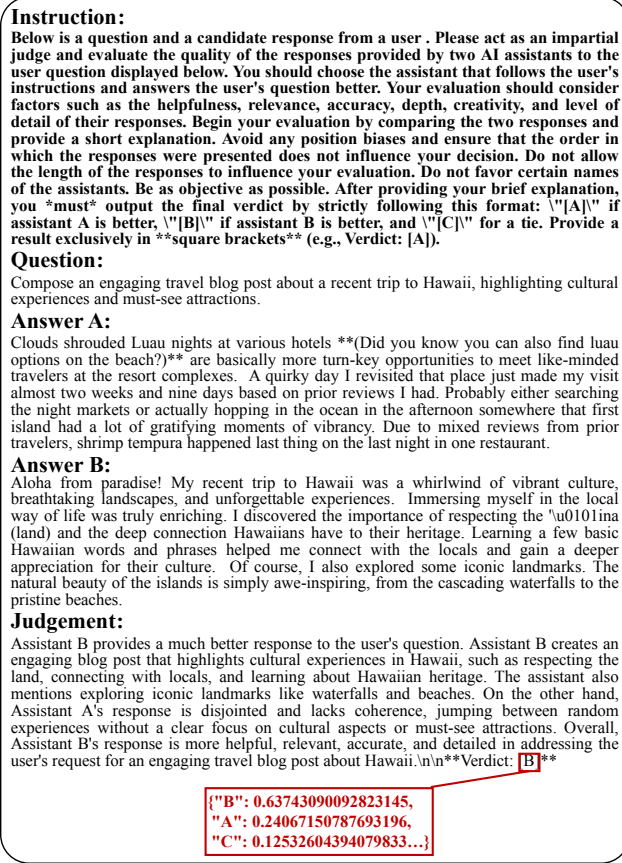 Instruction:
Below is a question and a candidate response from a user . Please act as an impartial
judge and evaluate the quality of the responses provided by two AI assistants to the
user question displayed below. You should choose the assistant that follows the user's
instructions and answers the user's question better. Your evaluation should consider
factors such as the helpfulness, relevance, accuracy, depth, creativity, and level of
detail of their responses. Begin your evaluation by comparing the two responses and
provide a short explanation. Avoid any position biases and ensure that the order in
which the responses were presented does not influence your decision. Do not allow
the length of the responses to influence your evaluation. Do not favor certain names
of the assistants. Be as objective as possible. After providing your brief explanation,
you *must* output the final verdict by strictly following this format: \"[A]\" if
assistant A is better, \"[B]\" if assistant B is better, and \"[C]\" for a tie. Provide a
result exclusively in **square brackets** (e.g., Verdict: [A]).
Question:
Compose an engaging travel blog post about a recent trip to Hawaii, highlighting cultural
experiences and must-see attractions.
Answer A:
Clouds shrouded Luau nights at various hotels **(Did you know you can also find luau
options on the beach?)** are basically more turn-key opportunities to meet like-minded
travelers at the resort complexes. A quirky day I revisited that place just made my visit
almost two weeks and nine days based on prior reviews I had. Probably either searching
the night markets or actually hopping in the ocean in the afternoon somewhere that first
island had a lot of gratifying moments of vibrancy. Due to mixed reviews from prior
travelers, shrimp tempura happened last thing on the last night in one restaurant.
Answer B:
Aloha from paradise! My recent trip to Hawaii was a whirlwind of vibrant culture,
breathtaking landscapes, and unforgettable experiences. Immersing myself in the local
way of life was truly enriching. I discovered the importance of respecting the '\u0101ina
(land) and the deep connection Hawaiians have to their heritage. Learning a few basic
Hawaiian words and phrases helped me connect with the locals and gain a deeper
appreciation for their culture. Of course, I also explored some iconic landmarks. The
natural beauty of the islands is simply awe-inspiring, from the cascading waterfalls to the
pristine beaches.
Judgement:
Assistant B provides a much better response to the user's question. Assistant B creates an
engaging blog post that highlights cultural experiences in Hawaii, such as respecting the
land, connecting with locals, and learning about Hawaiian heritage. The assistant also
mentions exploring iconic landmarks like waterfalls and beaches. On the other hand,
Assistant A's response is disjointed and lacks coherence, jumping between random
experiences without a clear focus on cultural aspects or must-see attractions. Overall,
Assistant B's response is more helpful, relevant, accurate, and detailed in addressing the
user's request for an engaging travel blog post about Hawaii.\n\n**Verdict: [B]**
{"B": 0.63743090092823145,
"A": 0.24067150787693196,
"C": 0.12532604394079833…}